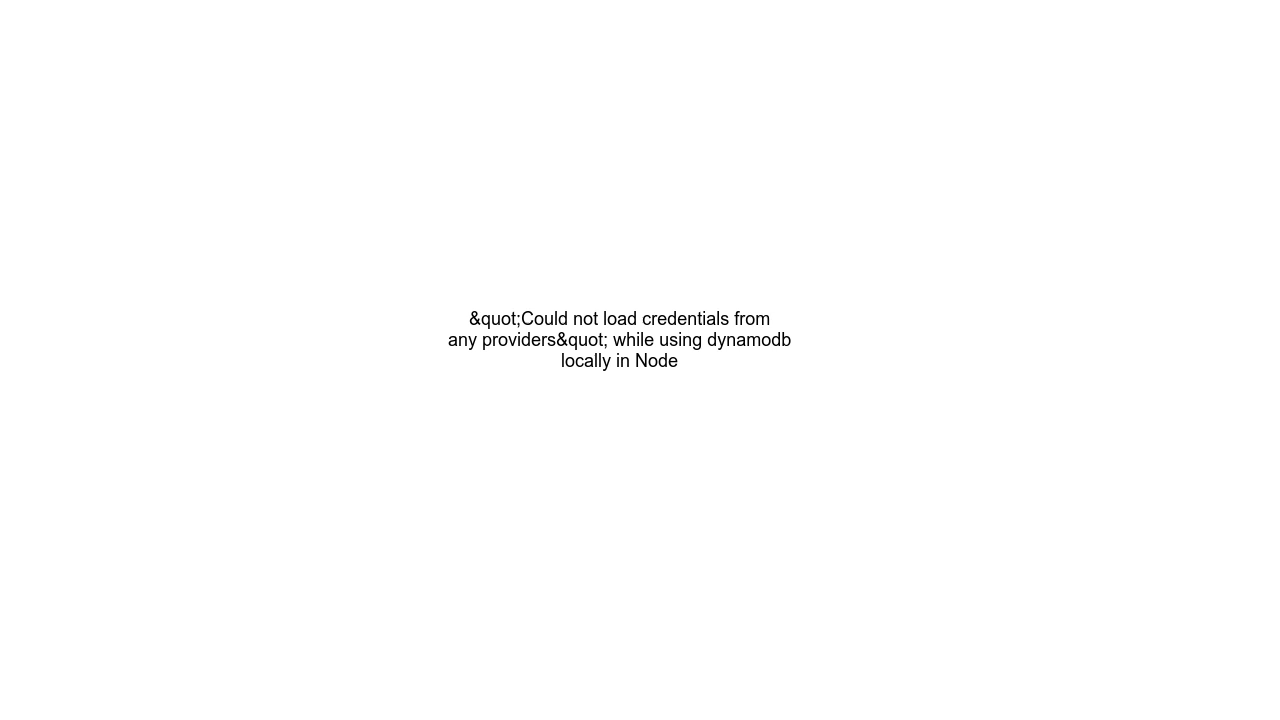 &quot;Could not load credentials from
any providers&quot; while using dynamodb
locally in Node